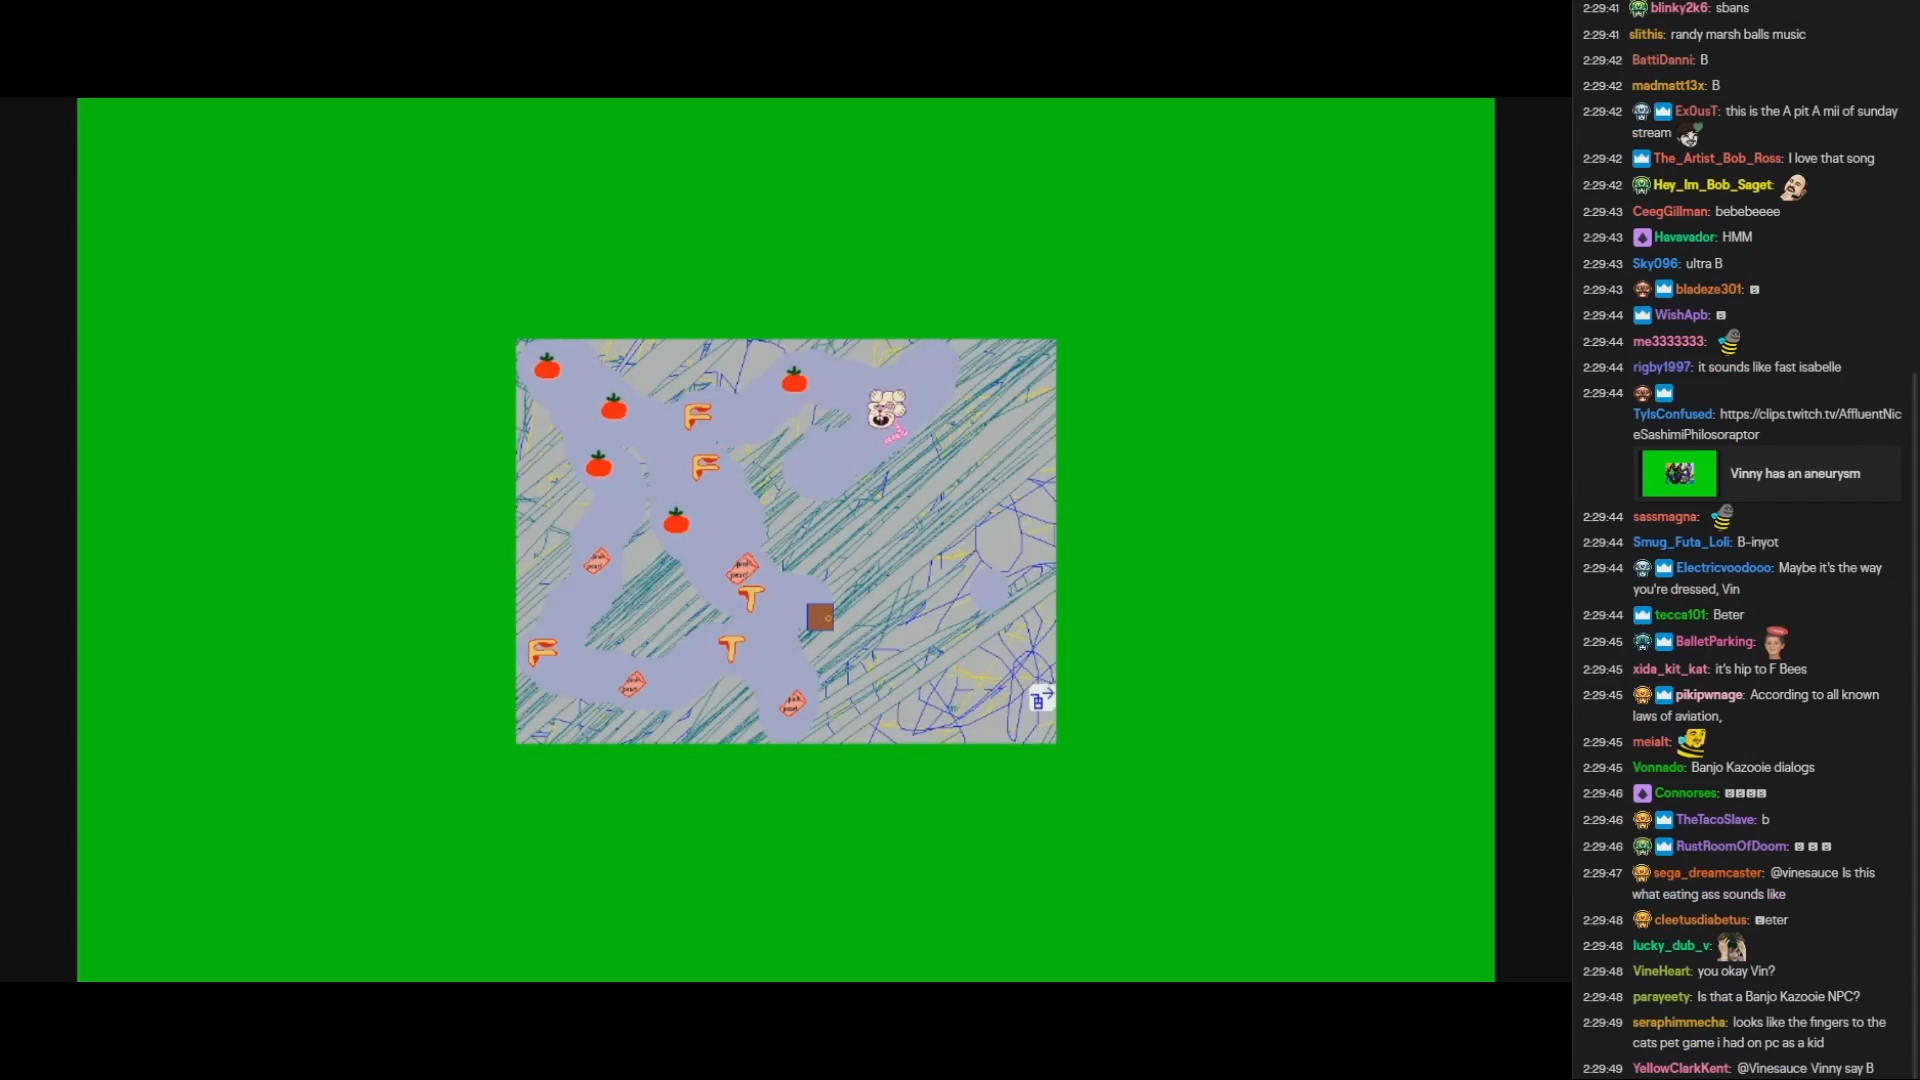 2:29:41 blinky2k6: sbans
2:29:41 slithis: randy marsh balls music
2:29:42 BattiDanni: B
2:29:42 madmatt13x: B
2:29:42 Ex0usT: this is the A pit A mii of sunday
stream
2:29:42 The_Artist_Bob_Ross: I love that song
2:29:42 Hey_Im_Bob_Saget:
2:29:43 CeegGillman: bebebeeee
2:29:43 Havavador: HMM
2:29:43 Sky096: ultra B
2:29:43 bladeze301:
2:29:44 WishApb:
2:29:44 me3333333:
2:29:44 rigby1997: it sounds like fast isabelle
2:29:44
TylsConfused: https://clips.twitch.tv/AffluentNic
eSashimiPhilosoraptor
Vinny has an aneurysm
2:29:44 sassmagna:
2:29:44 Smug_Futa_Loli: B-inyot
2:29:44 Electricvoodooo: Maybe it's the way
you're dressed, Vin
2:29:44 tecca101: Beter
2:29:45 BalletParking:
2:29:45 xida_kit_kat: it's hip to F Bees
2:29:45 pikipwnage: According to all known
laws of aviation,
2:29:45 meialt:
2:29:45 Vonnado: Banjo Kazooie dialogs
2:29:46 Connorses:
2:29:46 TheTacoSlave: b
2:29:46 RustRoomOfDoom:
2:29:47 sega_dreamcaster: @vinesauce Is this
what eating ass sounds like
2:29:48 cleetusdiabetus: eter
2:29:48 lucky_dub_v:
2:29:48 VineHeart: you okay Vin?
2:29:48 parayeety: Is that a Banjo Kazooie NPC?
2:29:49 seraphimmecha: looks like the fingers to the
cats pet game i had on pc as a kid
2:29:49 YellowClarkKent: @Vinesauce Vinny say B
F
F
T
F
T